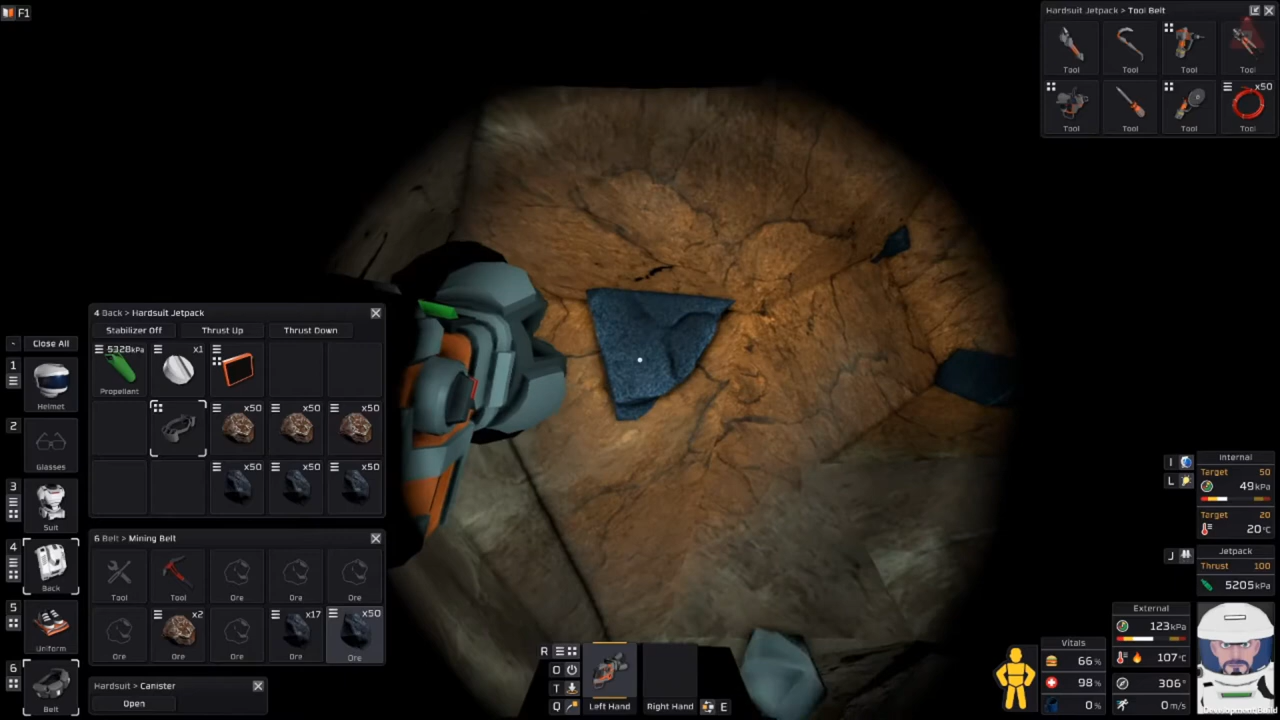 F1
Hardsuit Jetpack > Tool Belt
Tool Tool Tool Tool
x50
Tool Tool Tool Tool
4 Back > Hardsuit Jetpack
Stabilizer Off Thrust Up Thrust Down
5328kPa x1
Propellant
x50 x50 x50
x50 x50 x50
~ Close All
1
Helmet
2
Glasses
3
Suit
4
Back
5
Uniform
6
Belt
6 Belt > Mining Belt
Tool Tool Ore Ore Ore
x2 x17 x50
Ore Ore Ore Ore Ore
Hardsuit > Canister
Open
R
O
T
Q Left Hand Right Hand E
I
L
Internal
Target 50
49kPa
Target 20
20°C
J
Jetpack
Thrust 100
5205kPa
External
123kPa
107°C
306°
0m/s
Vitals
66%
98%
0%
Development Build